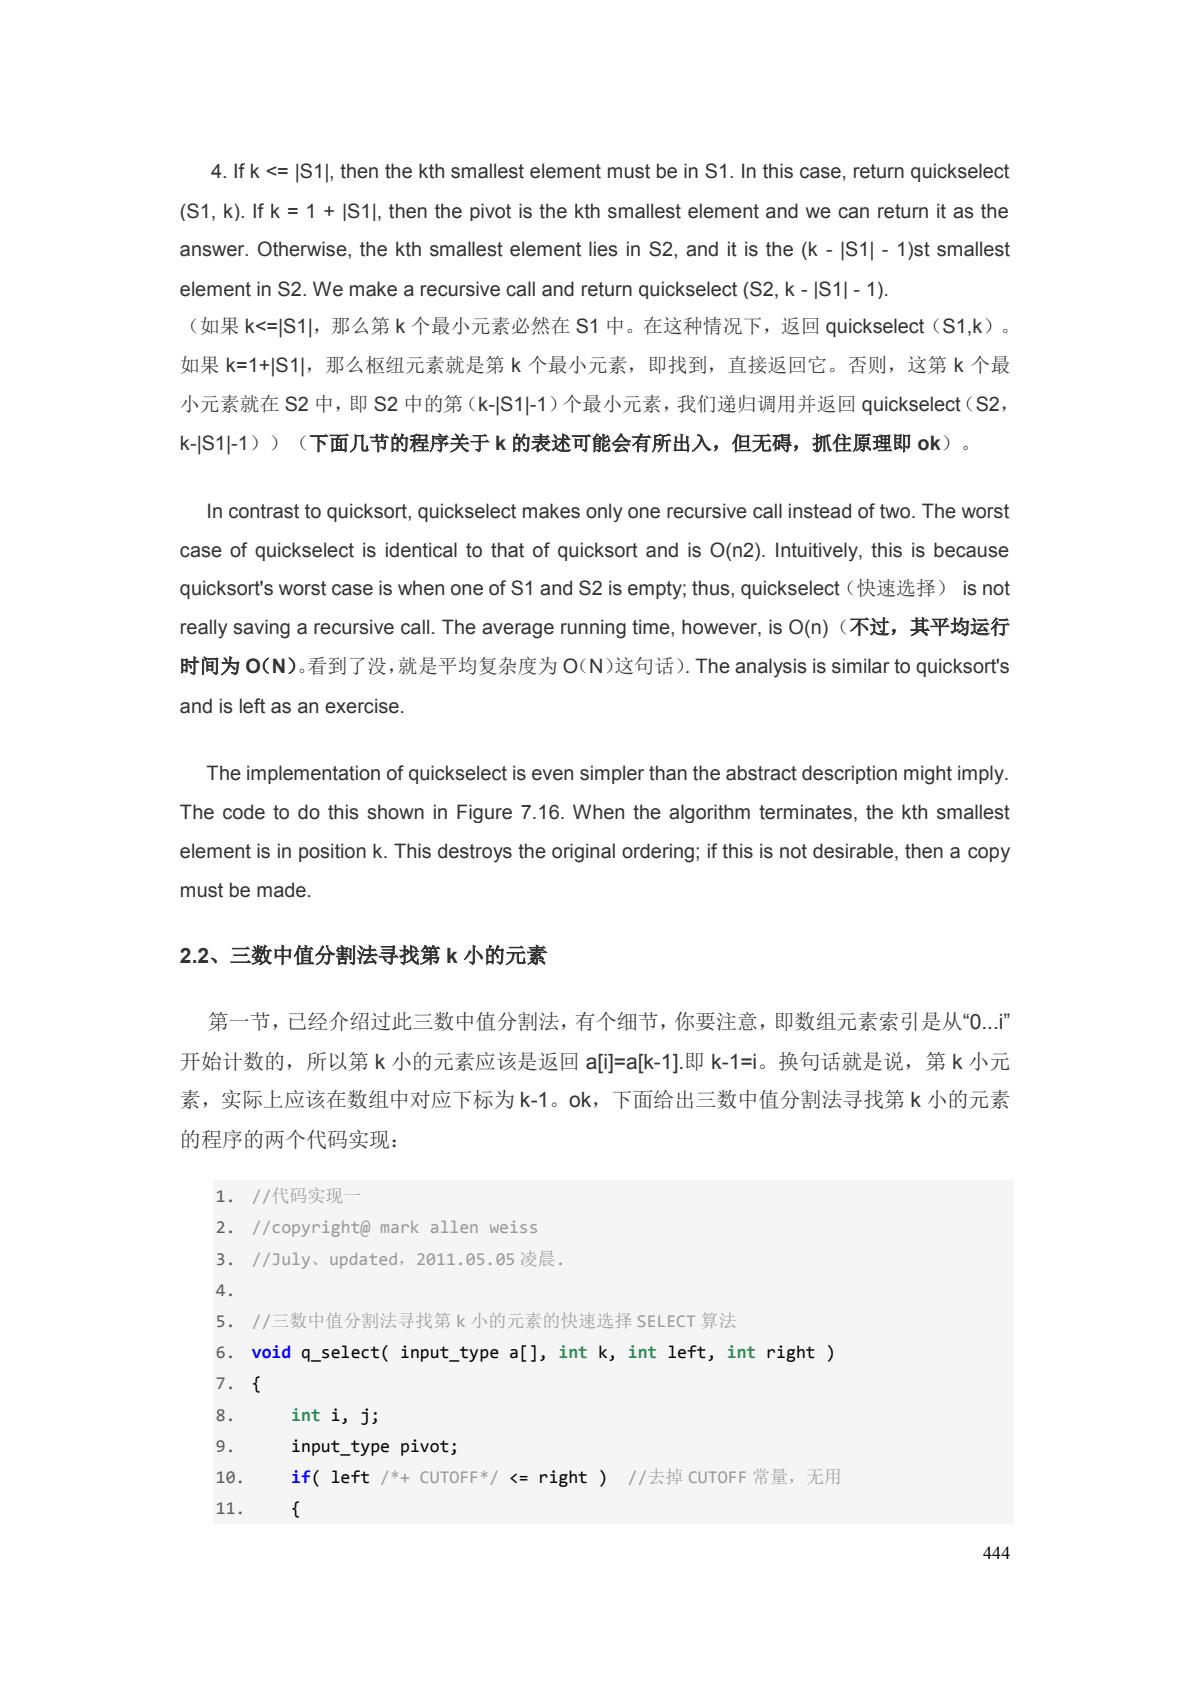 4. If k <= |S1|, then the kth smallest element must be in S1. In this case, return quickselect
(S1, k). If k = 1 + |S1|, then the pivot is the kth smallest element and we can return it as the
answer. Otherwise, the kth smallest element lies in S2, and it is the (k - |S1| - 1)st smallest
element in S2. We make a recursive call and return quickselect (S2, k - |S1| - 1).
（如果 k<=|S1|，那么第 k 个最小元素必然在 S1 中。在这种情况下，返回 quickselect（S1,k）。
如果 k=1+|S1|，那么枢纽元素就是第 k 个最小元素，即找到，直接返回它。否则，这第 k 个最
小元素就在 S2 中，即 S2 中的第（k-|S1|-1）个最小元素，我们递归调用并返回 quickselect（S2，
k-|S1|-1））（下面几节的程序关于 k 的表述可能会有所出入，但无碍，抓住原理即 ok）。
In contrast to quicksort, quickselect makes only one recursive call instead of two. The worst
case of quickselect is identical to that of quicksort and is O(n2). Intuitively, this is because
quicksort's worst case is when one of S1 and S2 is empty; thus, quickselect（快速选择） is not
really saving a recursive call. The average running time, however, is O(n)（不过，其平均运行
时间为 O（N）。看到了没，就是平均复杂度为 O（N）这句话）. The analysis is similar to quicksort's
and is left as an exercise.
The implementation of quickselect is even simpler than the abstract description might imply.
The code to do this shown in Figure 7.16. When the algorithm terminates, the kth smallest
element is in position k. This destroys the original ordering; if this is not desirable, then a copy
must be made.
2.2、三数中值分割法寻找第 k 小的元素
第一节，已经介绍过此三数中值分割法，有个细节，你要注意，即数组元素索引是从“0...i”
开始计数的，所以第 k 小的元素应该是返回 a[i]=a[k-1].即 k-1=i。换句话就是说，第 k 小元
素，实际上应该在数组中对应下标为 k-1。ok，下面给出三数中值分割法寻找第 k 小的元素
的程序的两个代码实现：
1. //代码实现一
2. //copyright@ mark allen weiss
3. //July、updated，2011.05.05 凌晨.
4.
5. //三数中值分割法寻找第 k 小的元素的快速选择 SELECT 算法
6. void q_select( input_type a[], int k, int left, int right )
7. {
8. int i, j;
9. input_type pivot;
10. if( left /*+ CUTOFF*/ <= right ) //去掉 CUTOFF 常量，无用
11. {
444